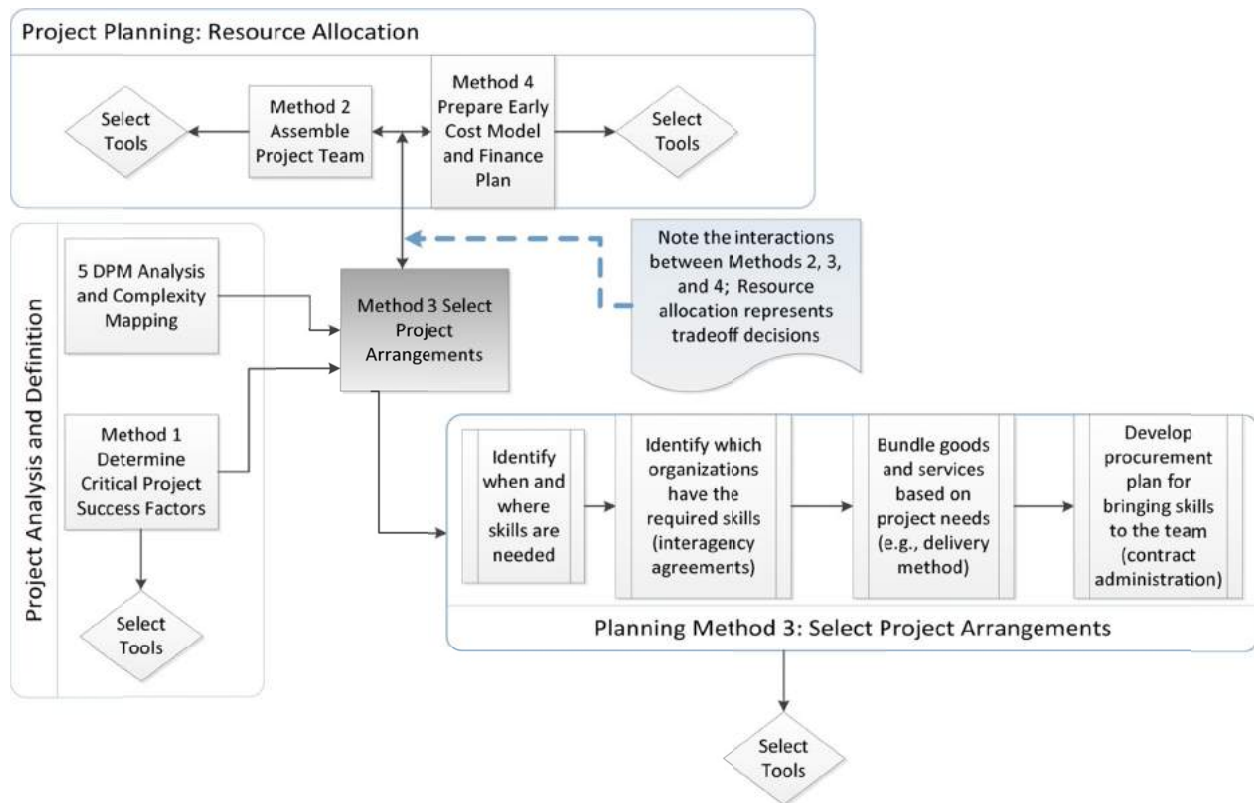 Project Planning: Resource Allocation
Select
Tools
Method 2
Assemble
Project Team
Method 4
Prepare Early
Cost Model
and Finance
Plan
Select
Tools
Project Analysis and Definition
5 DPM Analysis
and Complexity
Mapping
Method 3 Select
Project
Arrangements
Note the interactions
between Methods 2, 3,
and 4; Resource
allocation represents
tradeoff decisions
Method 1
Determine
Critical Project
Success Factors
Select
Tools
Identify
when and
where
skills are
needed
Identify which
organizations
have the
required skills
(interagency
agreements)
Bundle goods
and services
based on
project needs
(e.g., delivery
method)
Develop
procurement
plan for
bringing skills
to the team
(contract
administration)
Planning Method 3: Select Project Arrangements
Select
Tools